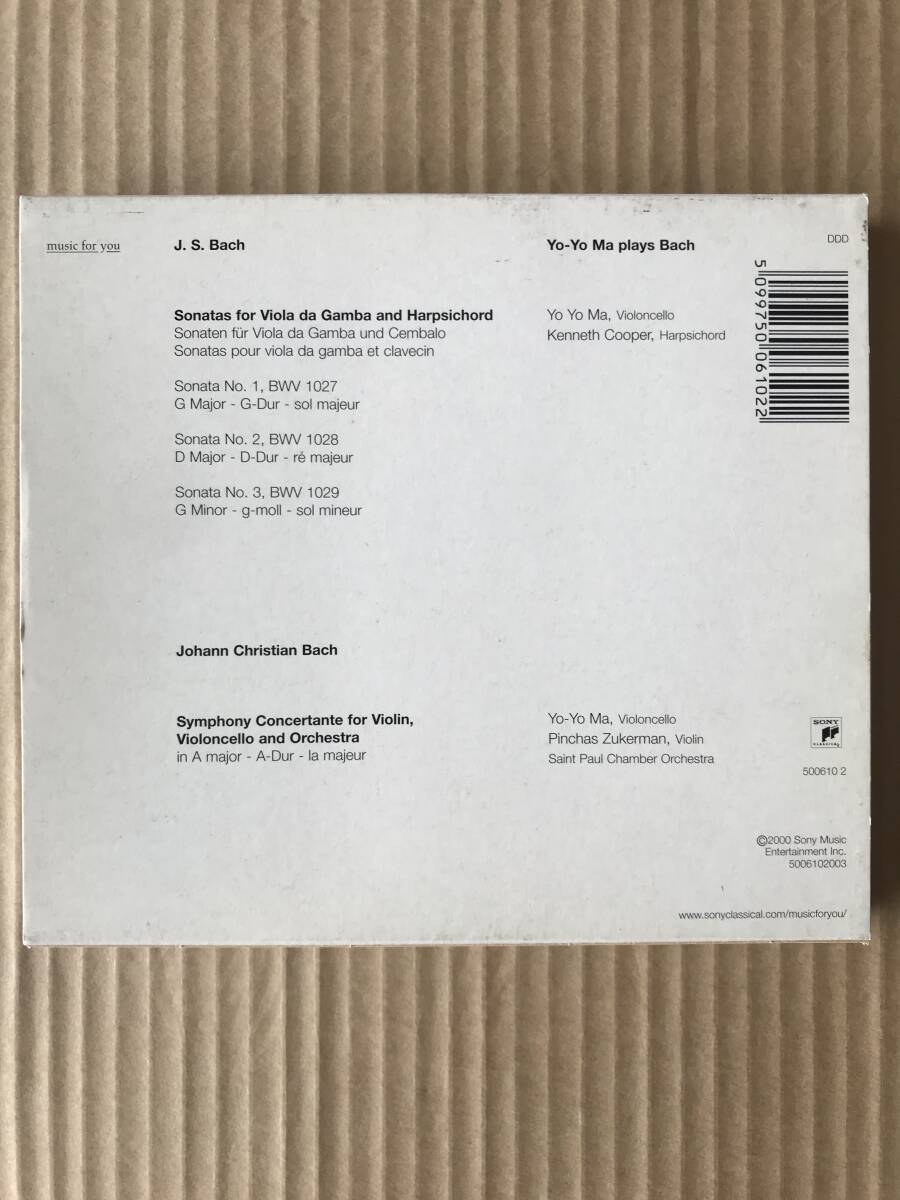 music for you
J. S. Bach
Yo-Yo Ma plays Bach
DDD
Sonatas for Viola da Gamba and Harpsichord
Sonaten für Viola da Gamba und Cembalo
Sonatas pour viola da gamba et clavecin
Yo Yo Ma, Violoncello
Kenneth Cooper, Harpsichord
5 099750 061022
Sonata No. 1, BWV 1027
G Major - G-Dur - sol majeur
Sonata No. 2, BWV 1028
D Major - D-Dur - ré majeur
Sonata No. 3, BWV 1029
G Minor - g-moll - sol mineur
Johann Christian Bach
Symphony Concertante for Violin,
Violoncello and Orchestra
in A major - A-Dur - la majeur
Yo-Yo Ma, Violoncello
Pinchas Zukerman, Violin
Saint Paul Chamber Orchestra
SONY
CLASSICAL
500610 2
©2000 Sony Music
Entertainment Inc.
5006102003
www.sonyclassical.com/musicforyou/